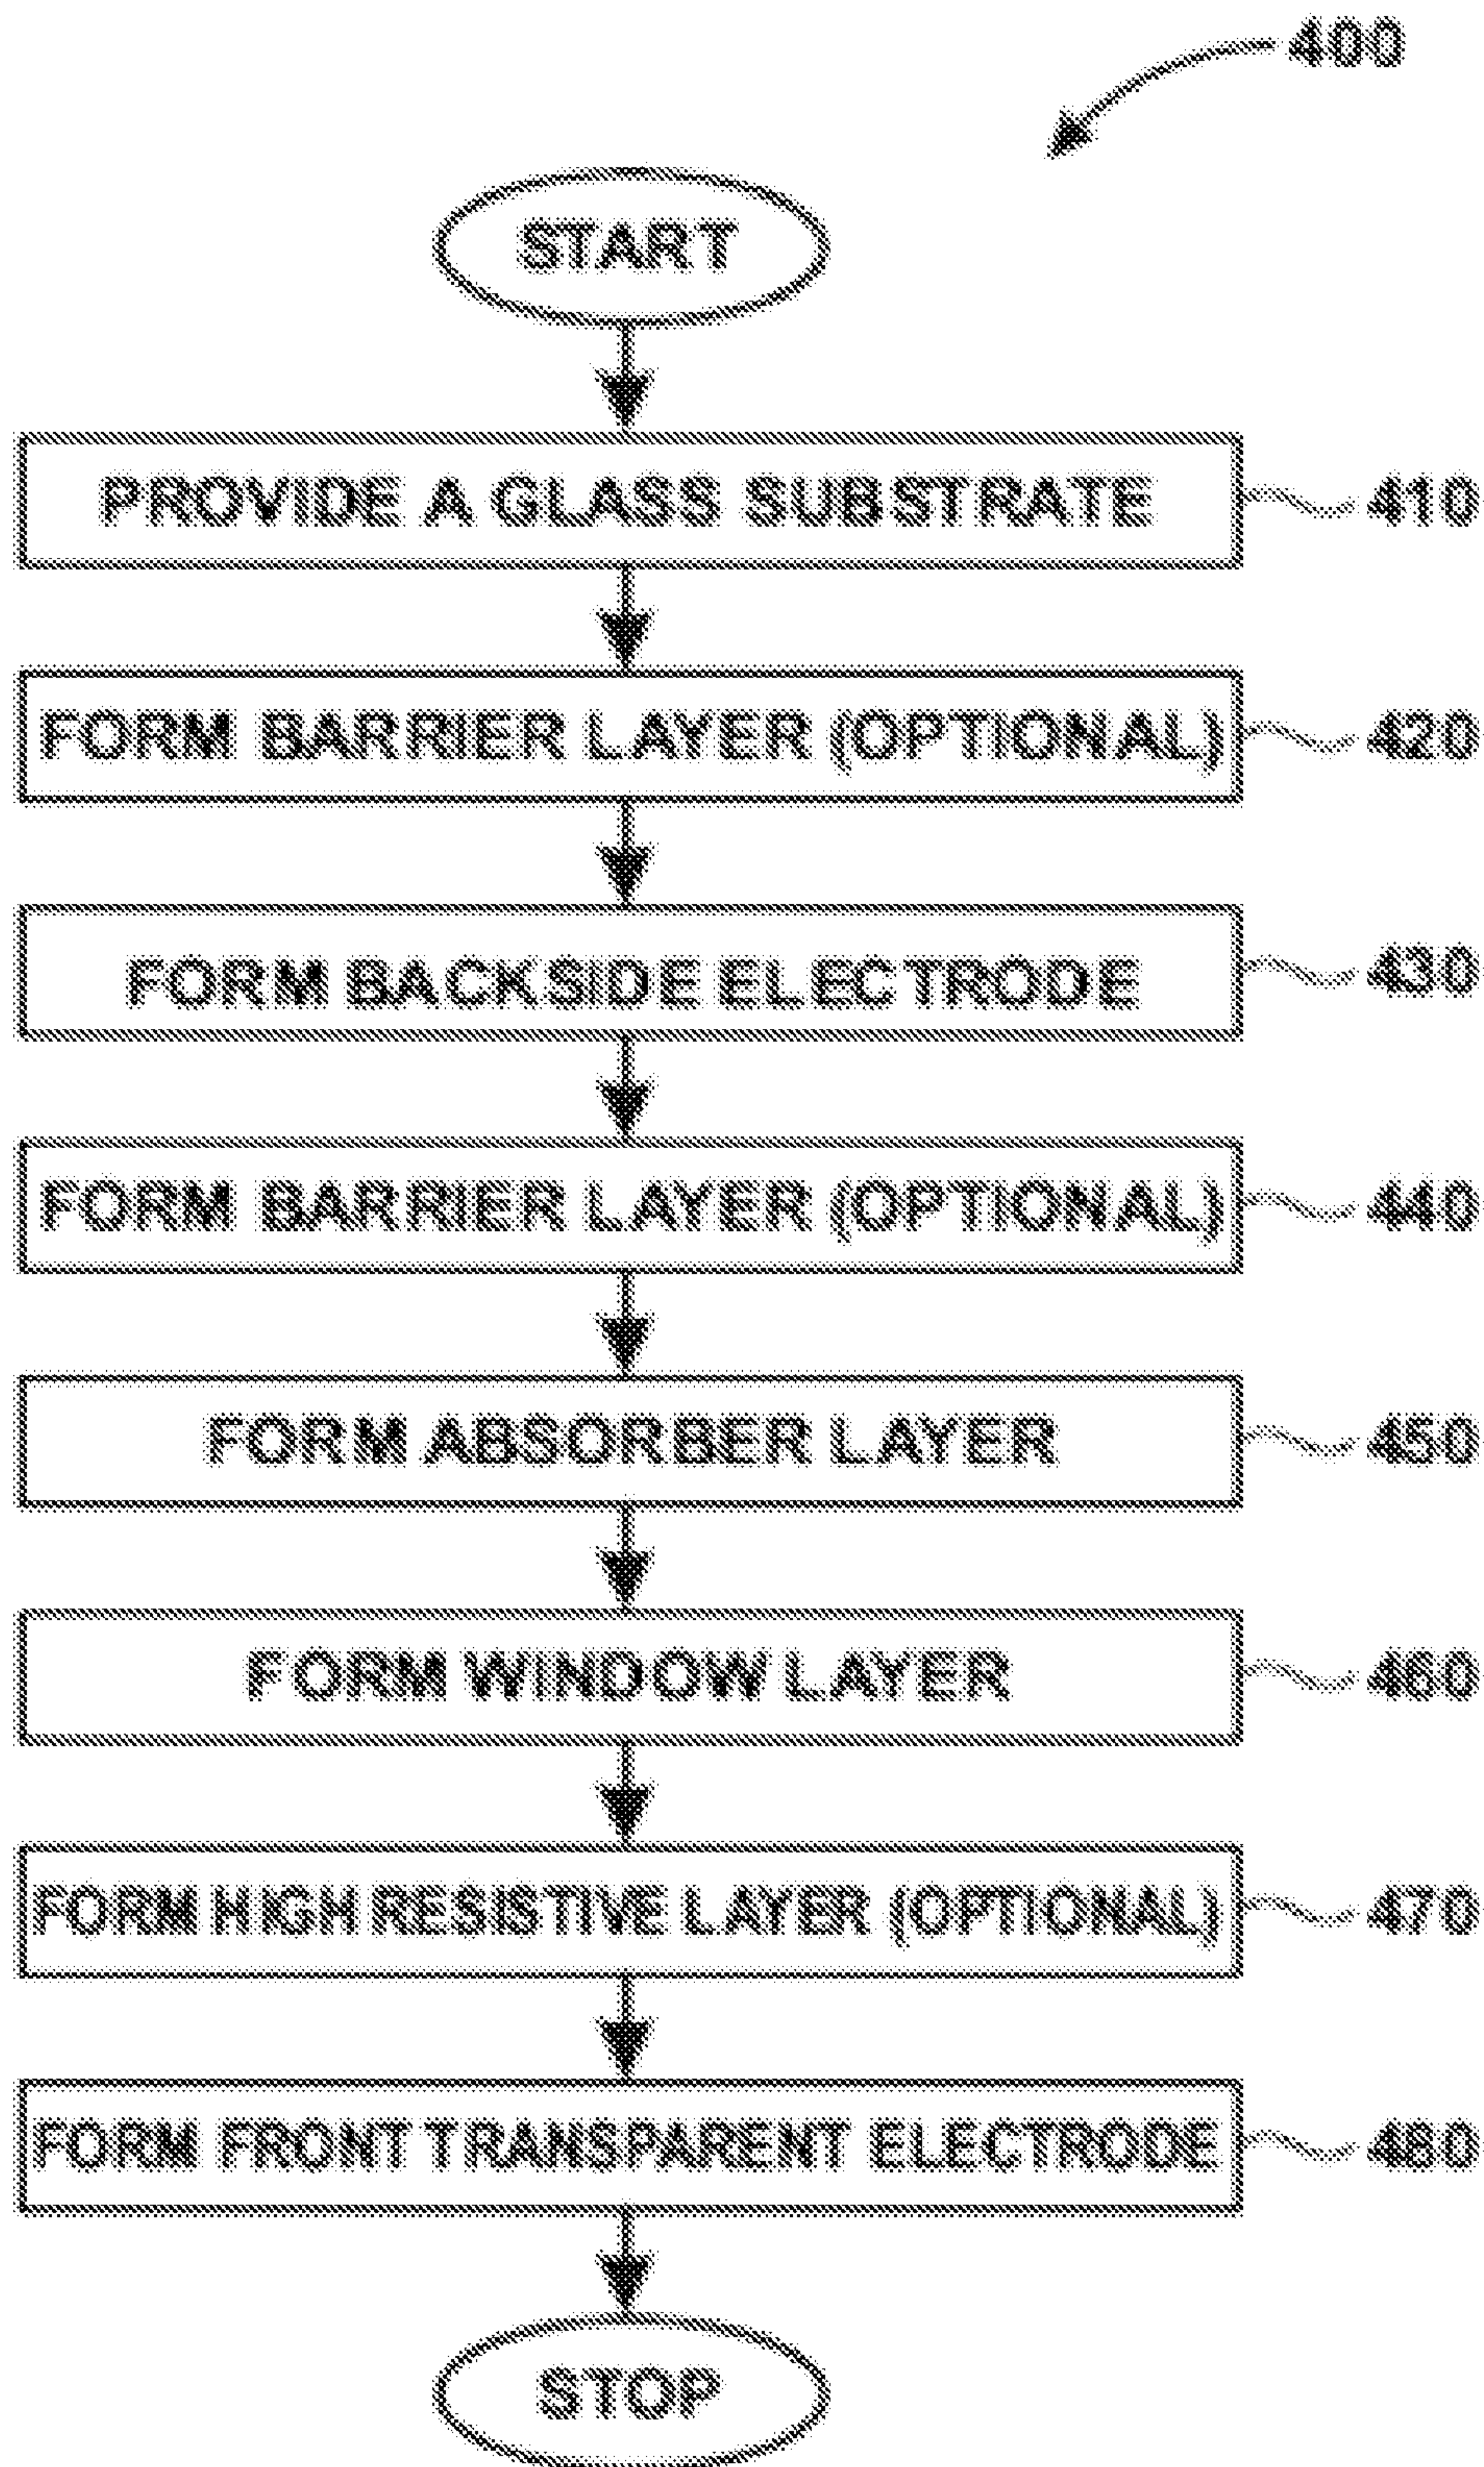 400
START
PROVIDE A GLASS SUBSTRATE 410
FORM BARRIER LAYER (OPTIONAL) 420
FORM BACKSIDE ELECTRODE 430
FORM BARRIER LAYER (OPTIONAL) 440
FORM ABSORBER LAYER 450
FORM WINDOW LAYER 460
FORM HIGH RESISTIVE LAYER (OPTIONAL) 470
FORM FRONT TRANSPARENT ELECTRODE 480
STOP